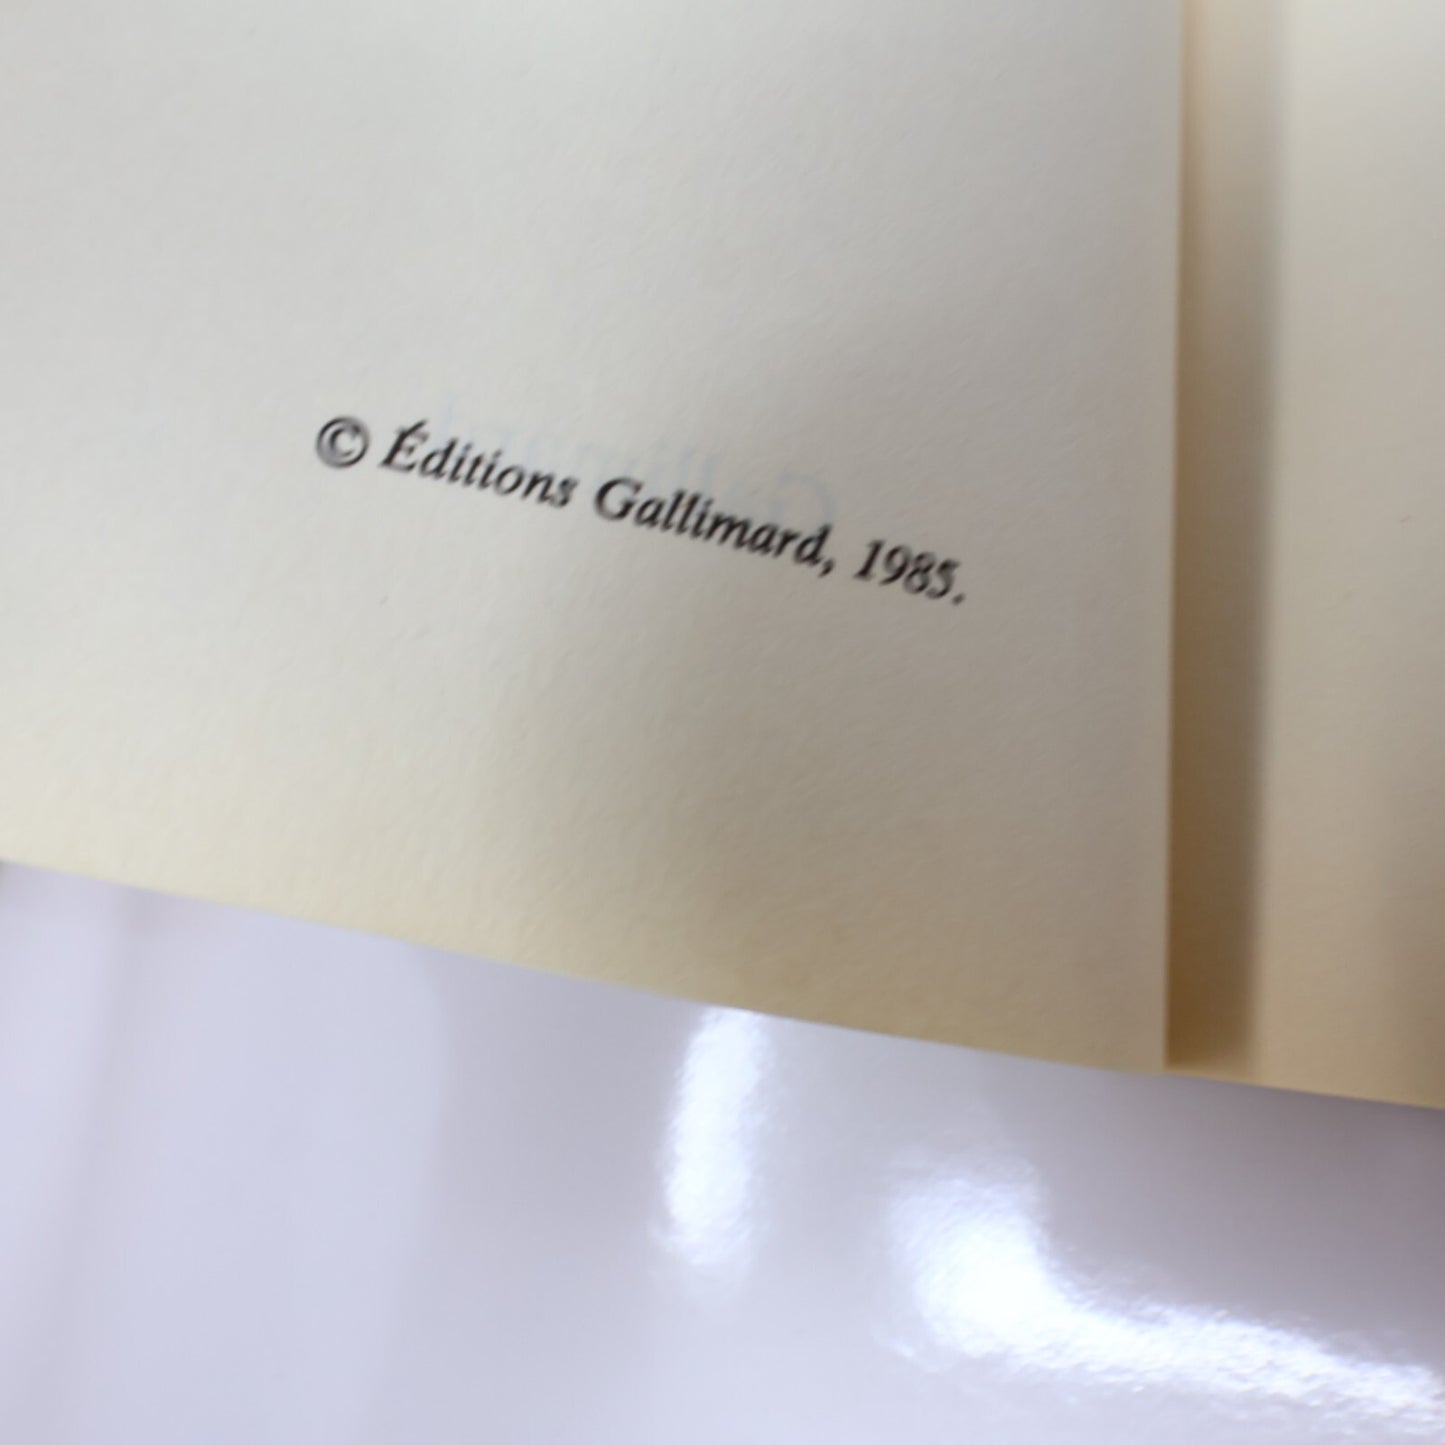 © Éditions Gallimard, 1985.